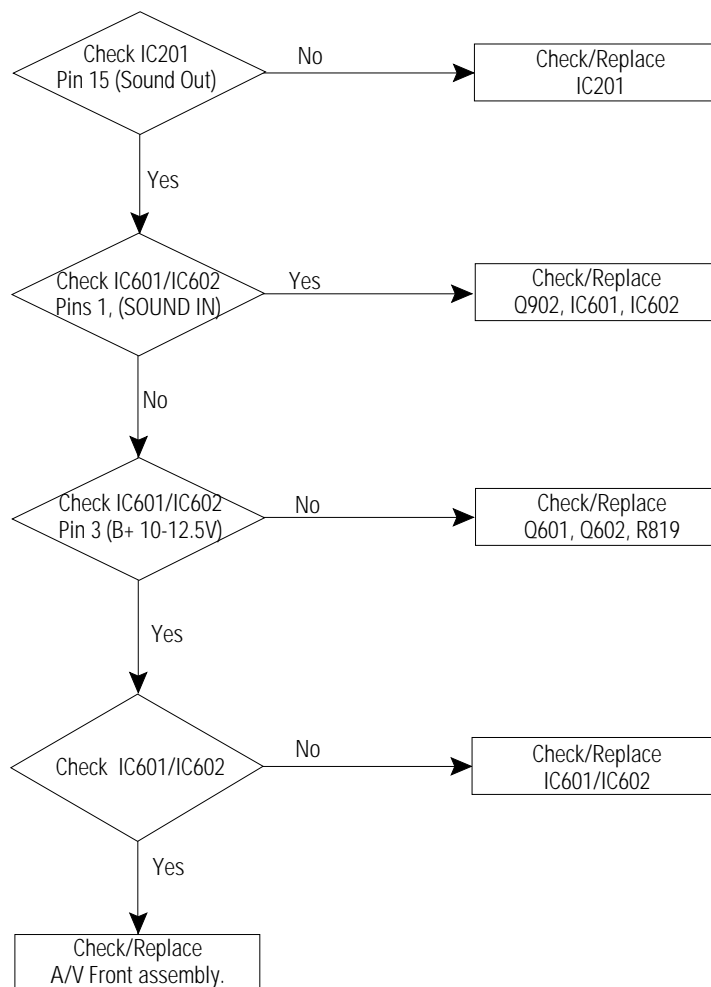 Check IC201
Pin 15 (Sound Out)
No
Check/Replace
IC201
Yes
Check IC601/IC602
Pins 1, (SOUND IN)
Yes
Check/Replace
Q902, IC601, IC602
No
Check IC601/IC602
Pin 3 (B+ 10-12.5V)
No
Check/Replace
Q601, Q602, R819
Yes
Check IC601/IC602
No
Check/Replace
IC601/IC602
Yes
Check/Replace
A/V Front assembly.